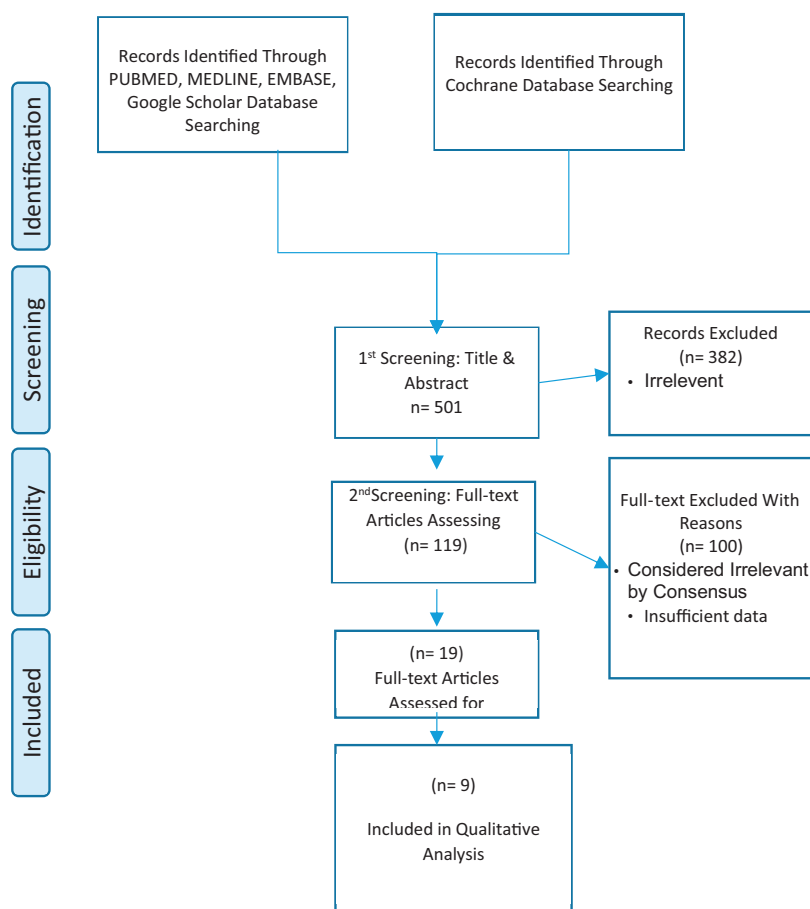 Identification
Records Identified Through
PUBMED, MEDLINE, EMBASE,
Google Scholar Database
Searching
Records Identified Through
Cochrane Database Searching
Screening
1st Screening: Title &
Abstract
n= 501
Records Excluded
(n= 382)
• Irrelevent
Eligibility
2ndScreening: Full-text
Articles Assessing
(n= 119)
Full-text Excluded With
Reasons
(n= 100)
• Considered Irrelevant
by Consensus
• Insufficient data
Included
(n= 19)
Full-text Articles
Assessed for
(n= 9)
Included in Qualitative
Analysis